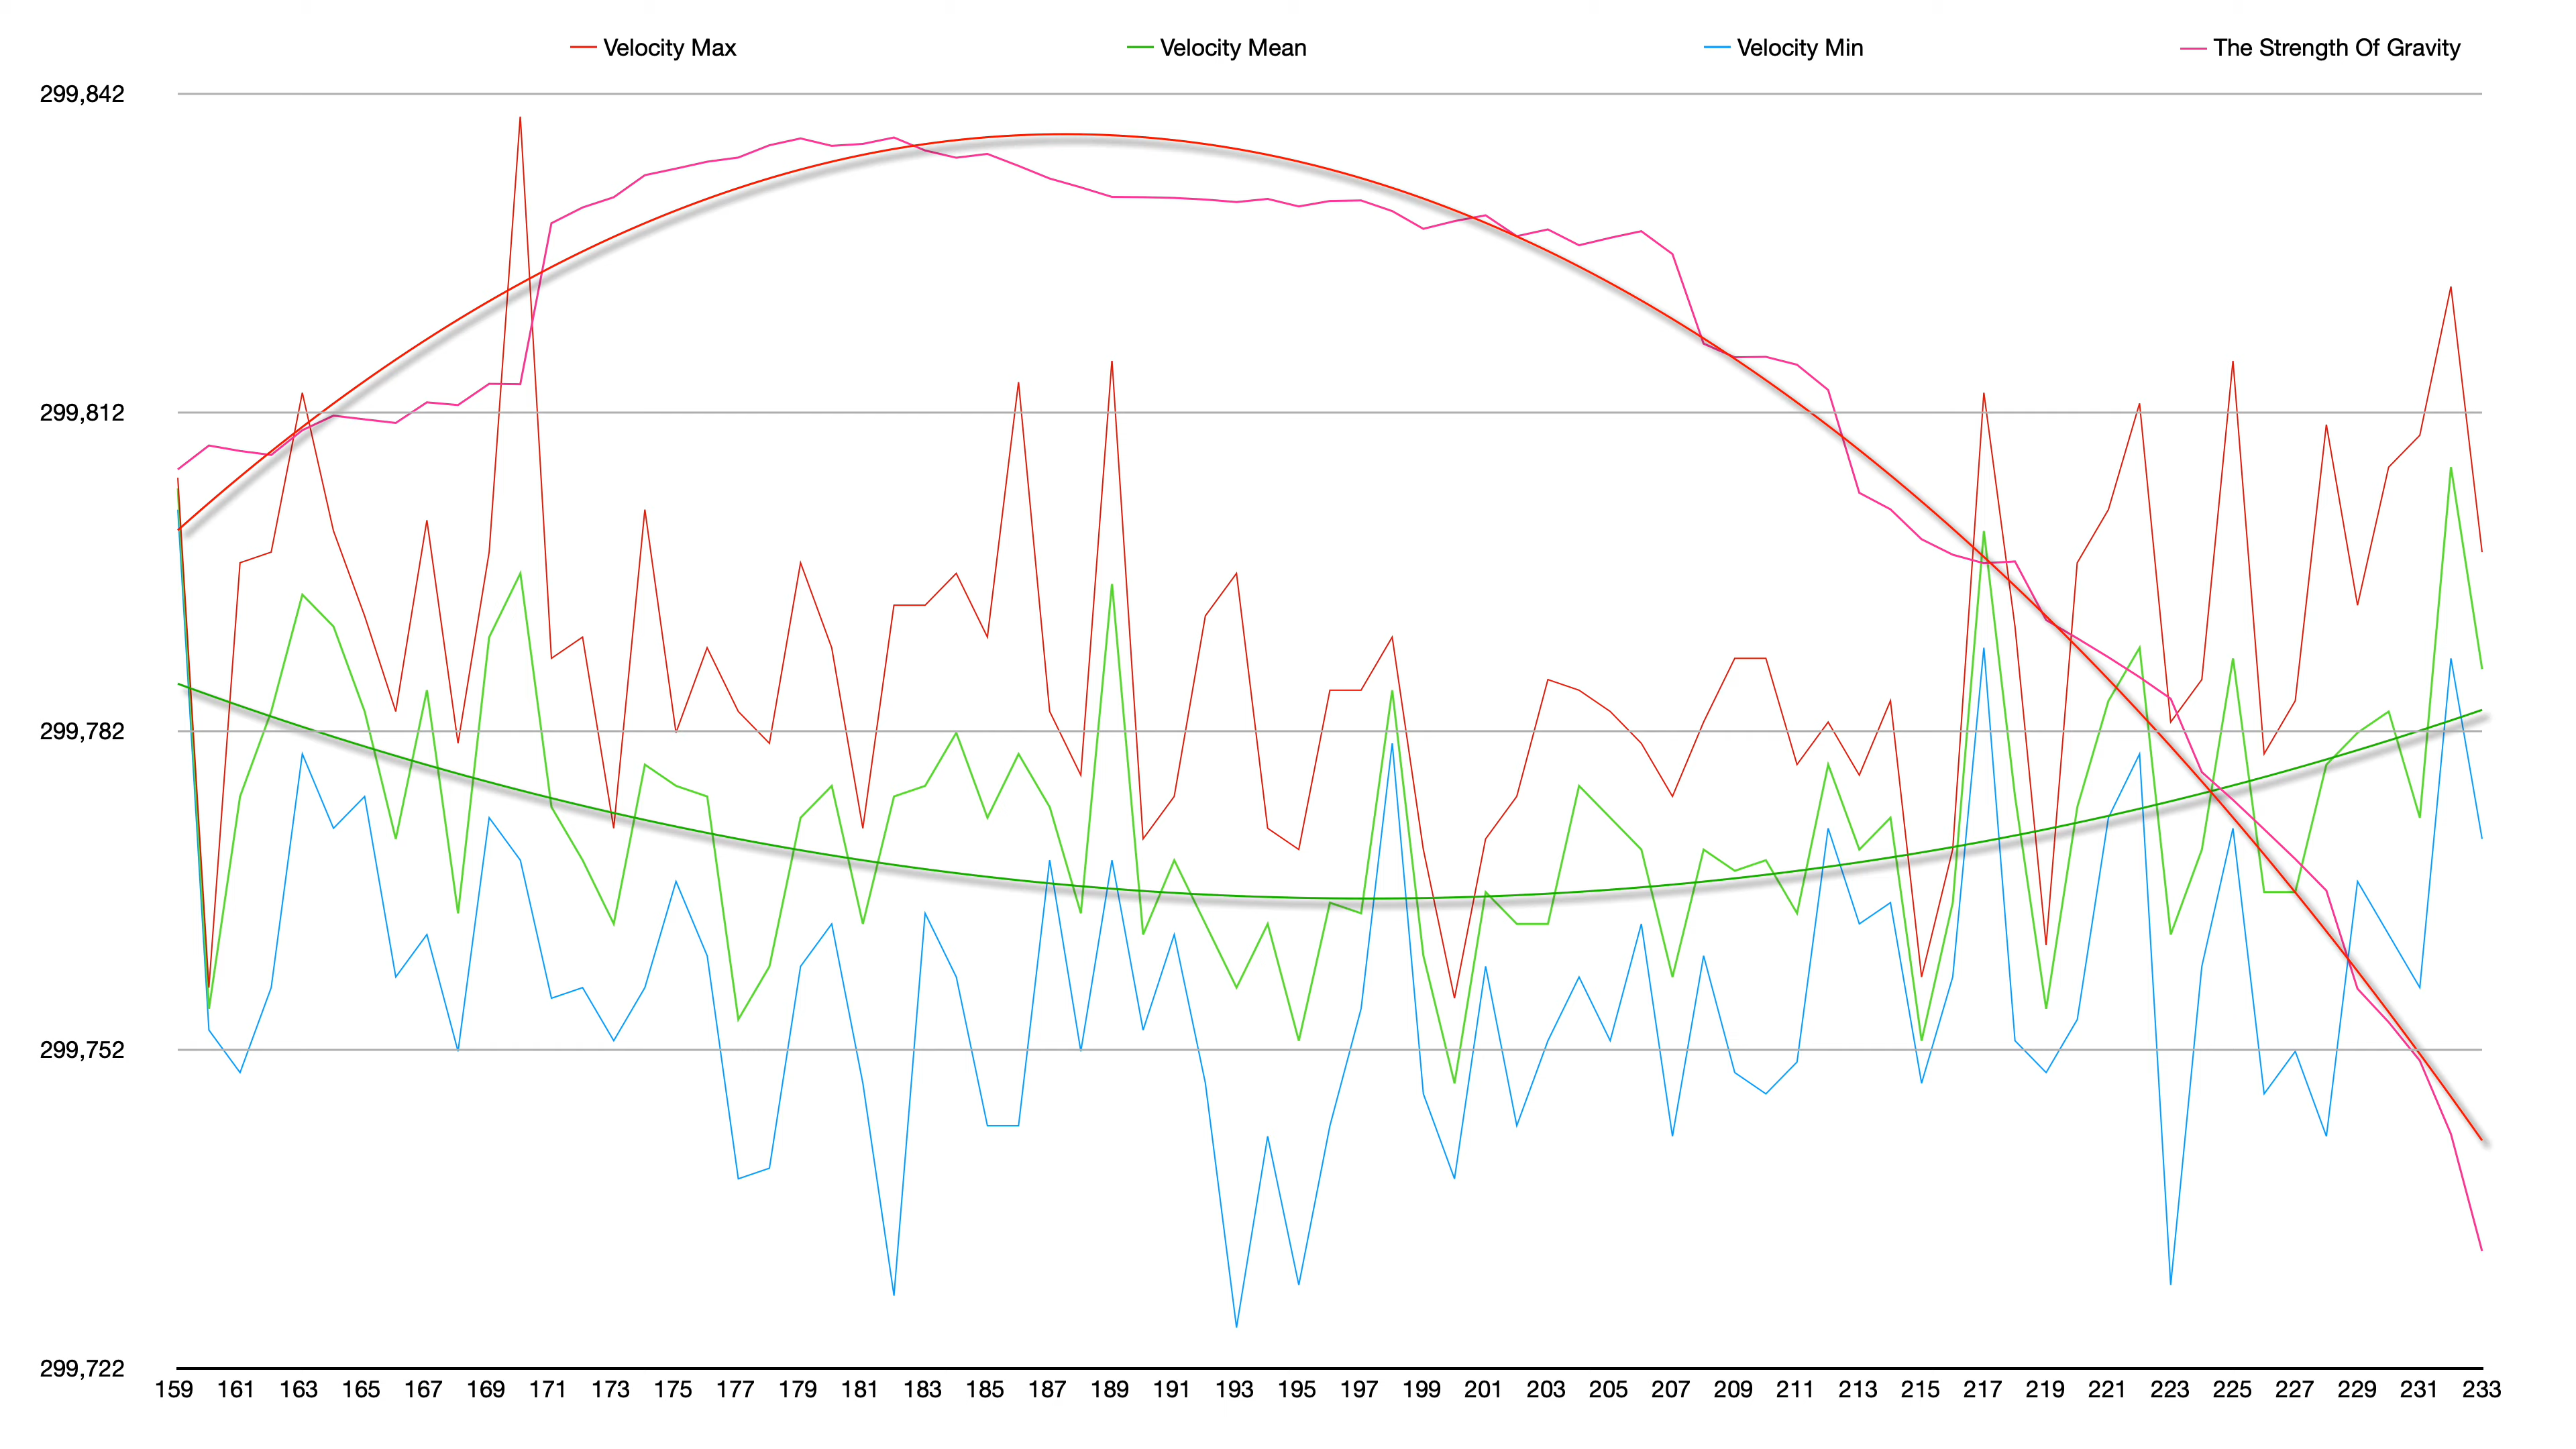 Velocity Max Velocity Mean Velocity Min The Strength Of Gravity
299,842
299,812
299,782
299,752
299,722
159 161 163 165 167 169 171 173 175 177 179 181 183 185 187 189 191 193 195 197 199 201 203 205 207 209 211 213 215 217 219 221 223 225 227 229 231 233